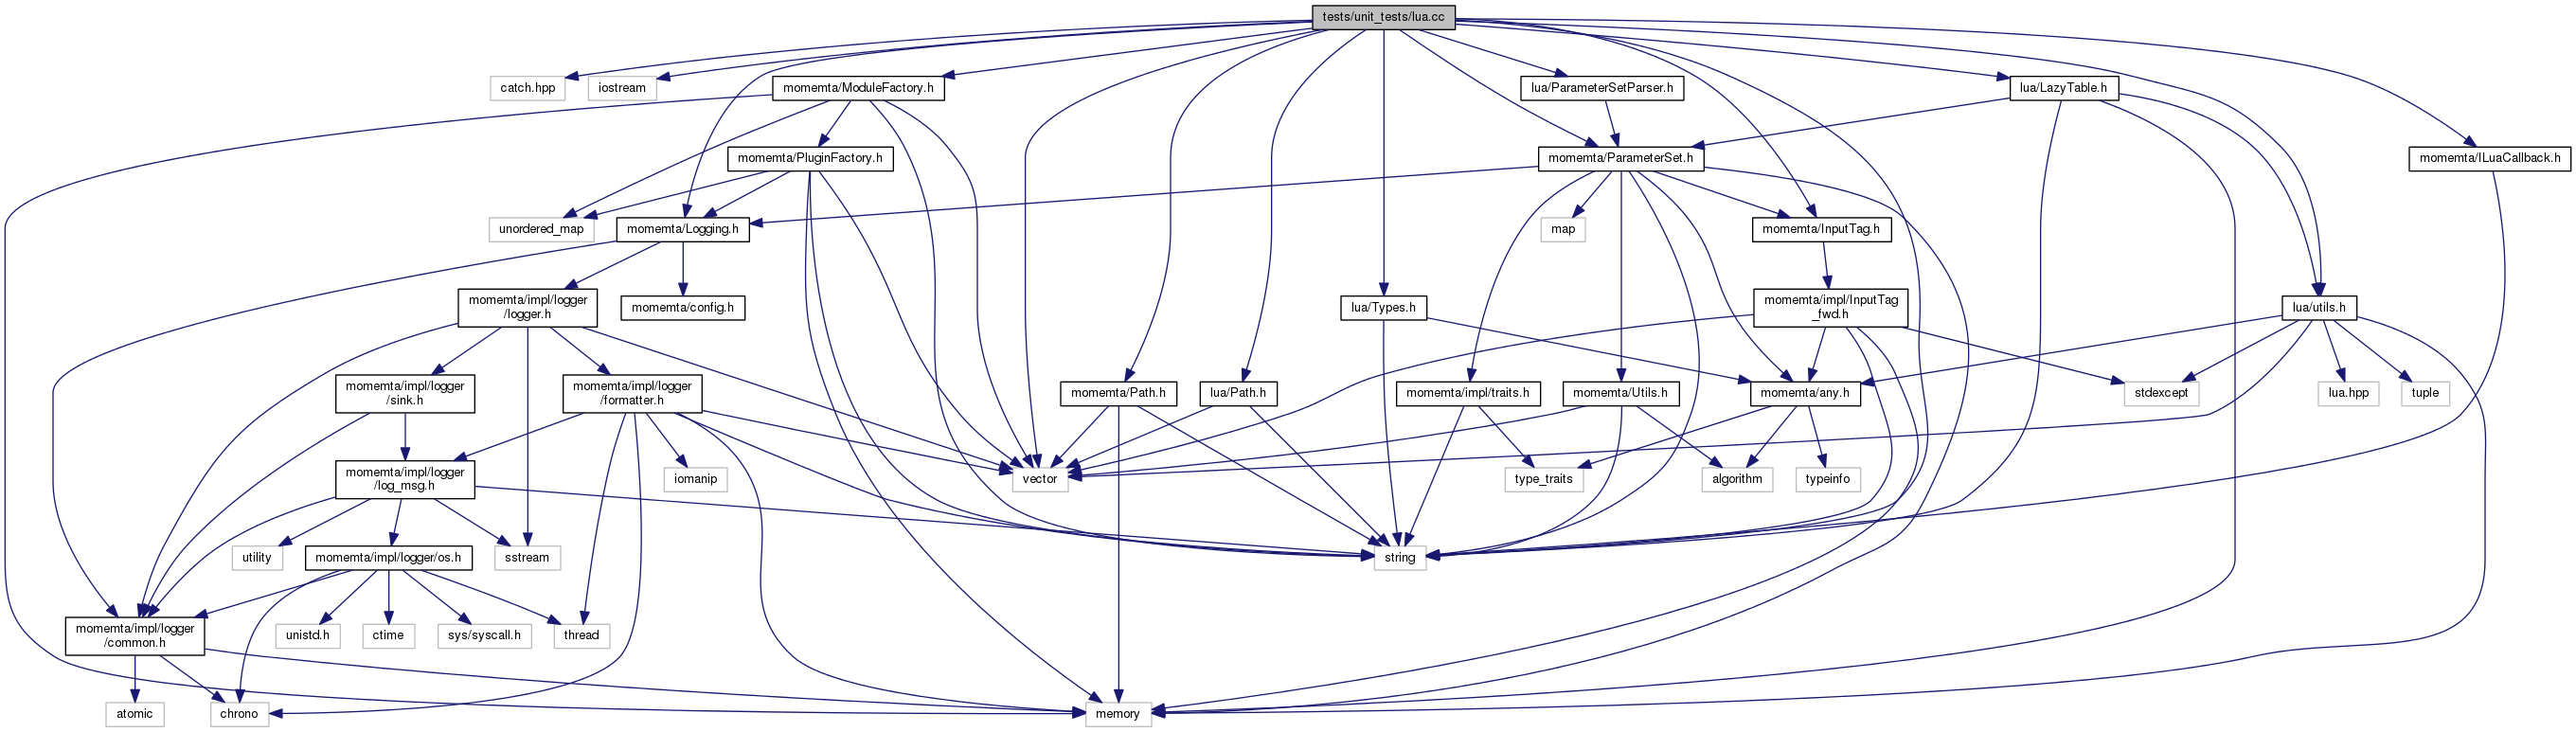 tests/unit_tests/lua.cc
catch.hpp
iostream
momemta/ModuleFactory.h
lua/ParameterSetParser.h
lua/LazyTable.h
momemta/PluginFactory.h
momemta/ParameterSet.h
momemta/ILuaCallback.h
unordered_map
momemta/Logging.h
map
momemta/InputTag.h
momemta/impl/logger
/logger.h
momemta/config.h
lua/Types.h
momemta/impl/InputTag
_fwd.h
lua/utils.h
momemta/impl/logger
/sink.h
momemta/impl/logger
/formatter.h
momemta/Path.h
lua/Path.h
momemta/impl/traits.h
momemta/Utils.h
momemta/any.h
stdexcept
lua.hpp
tuple
momemta/impl/logger
/log_msg.h
iomanip
vector
type_traits
algorithm
typeinfo
utility
momemta/impl/logger/os.h
sstream
string
momemta/impl/logger
/common.h
unistd.h
ctime
sys/syscall.h
thread
atomic
chrono
memory